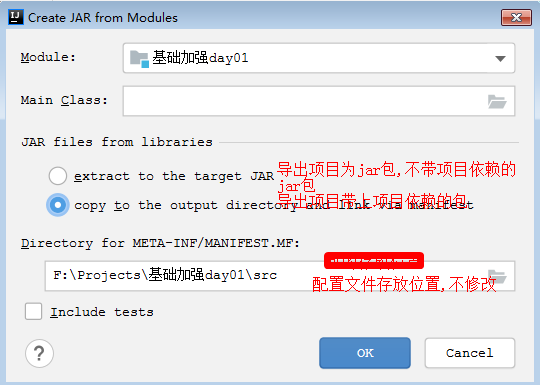 Create JAR from Modules
Module:
基础加强day01
Main Class:
JAR files from libraries
extract to the target JAR
导出项目为jar包,不带项目依赖的
jar包
copy to the output directory and link via manifest
导出项目带上项目依赖的包
Directory for META-INF/MANIFEST.MF:
F:\Projects\基础加强day01\src
配置文件存放位置,不修改
Include tests
?
OK
Cancel